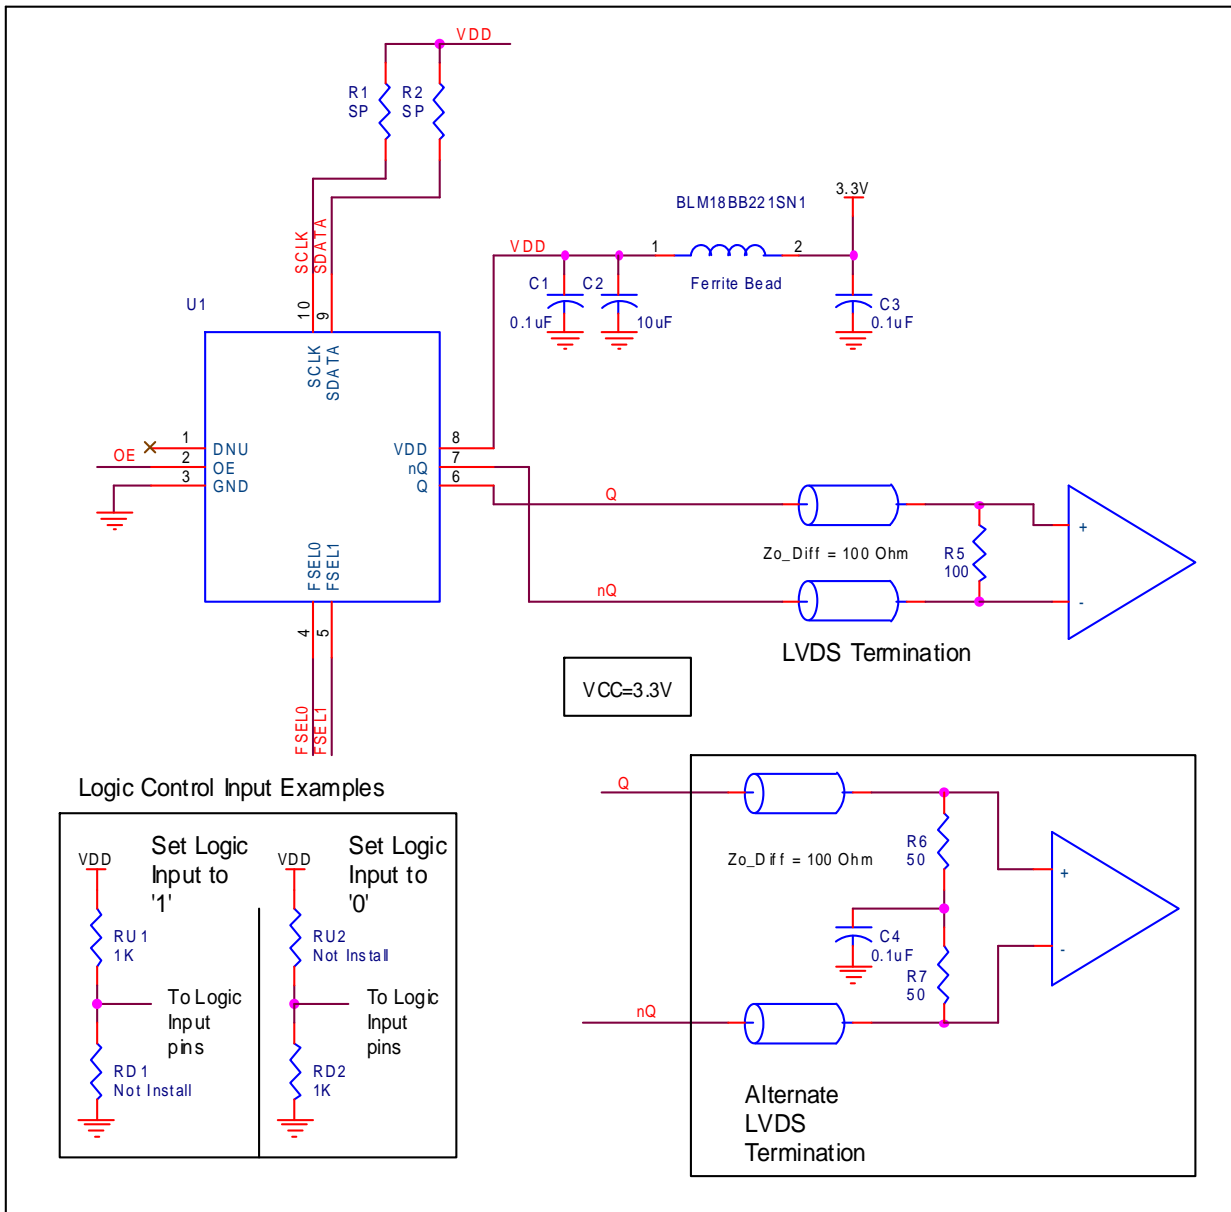 VDD
R1
SP
R2
SP
SCLK
SDATA
3.3V
BLM18BB221SN1
VDD
1
2
Ferrite Bead
C1
0.1uF
C2
10uF
C3
0.1uF
U1
10
9
SCLK
SDATA
1
DNU
OE
2
OE
3
GND
VDD
8
nQ
7
Q
6
FSEL0
FSEL1
4
5
FSEL0
FSEL1
Q
Zo_Diff = 100 Ohm
R5
100
+
-
nQ
LVDS Termination
VCC=3.3V
Logic Control Input Examples
VDD
Set Logic
Input to
'1'
RU1
1K
To Logic
Input
pins
RD1
Not Install
VDD
Set Logic
Input to
'0'
RU2
Not Install
To Logic
Input
pins
RD2
1K
Q
Zo_Diff = 100 Ohm
R6
50
+
-
C4
0.1uF
R7
50
nQ
Alternate
LVDS
Termination